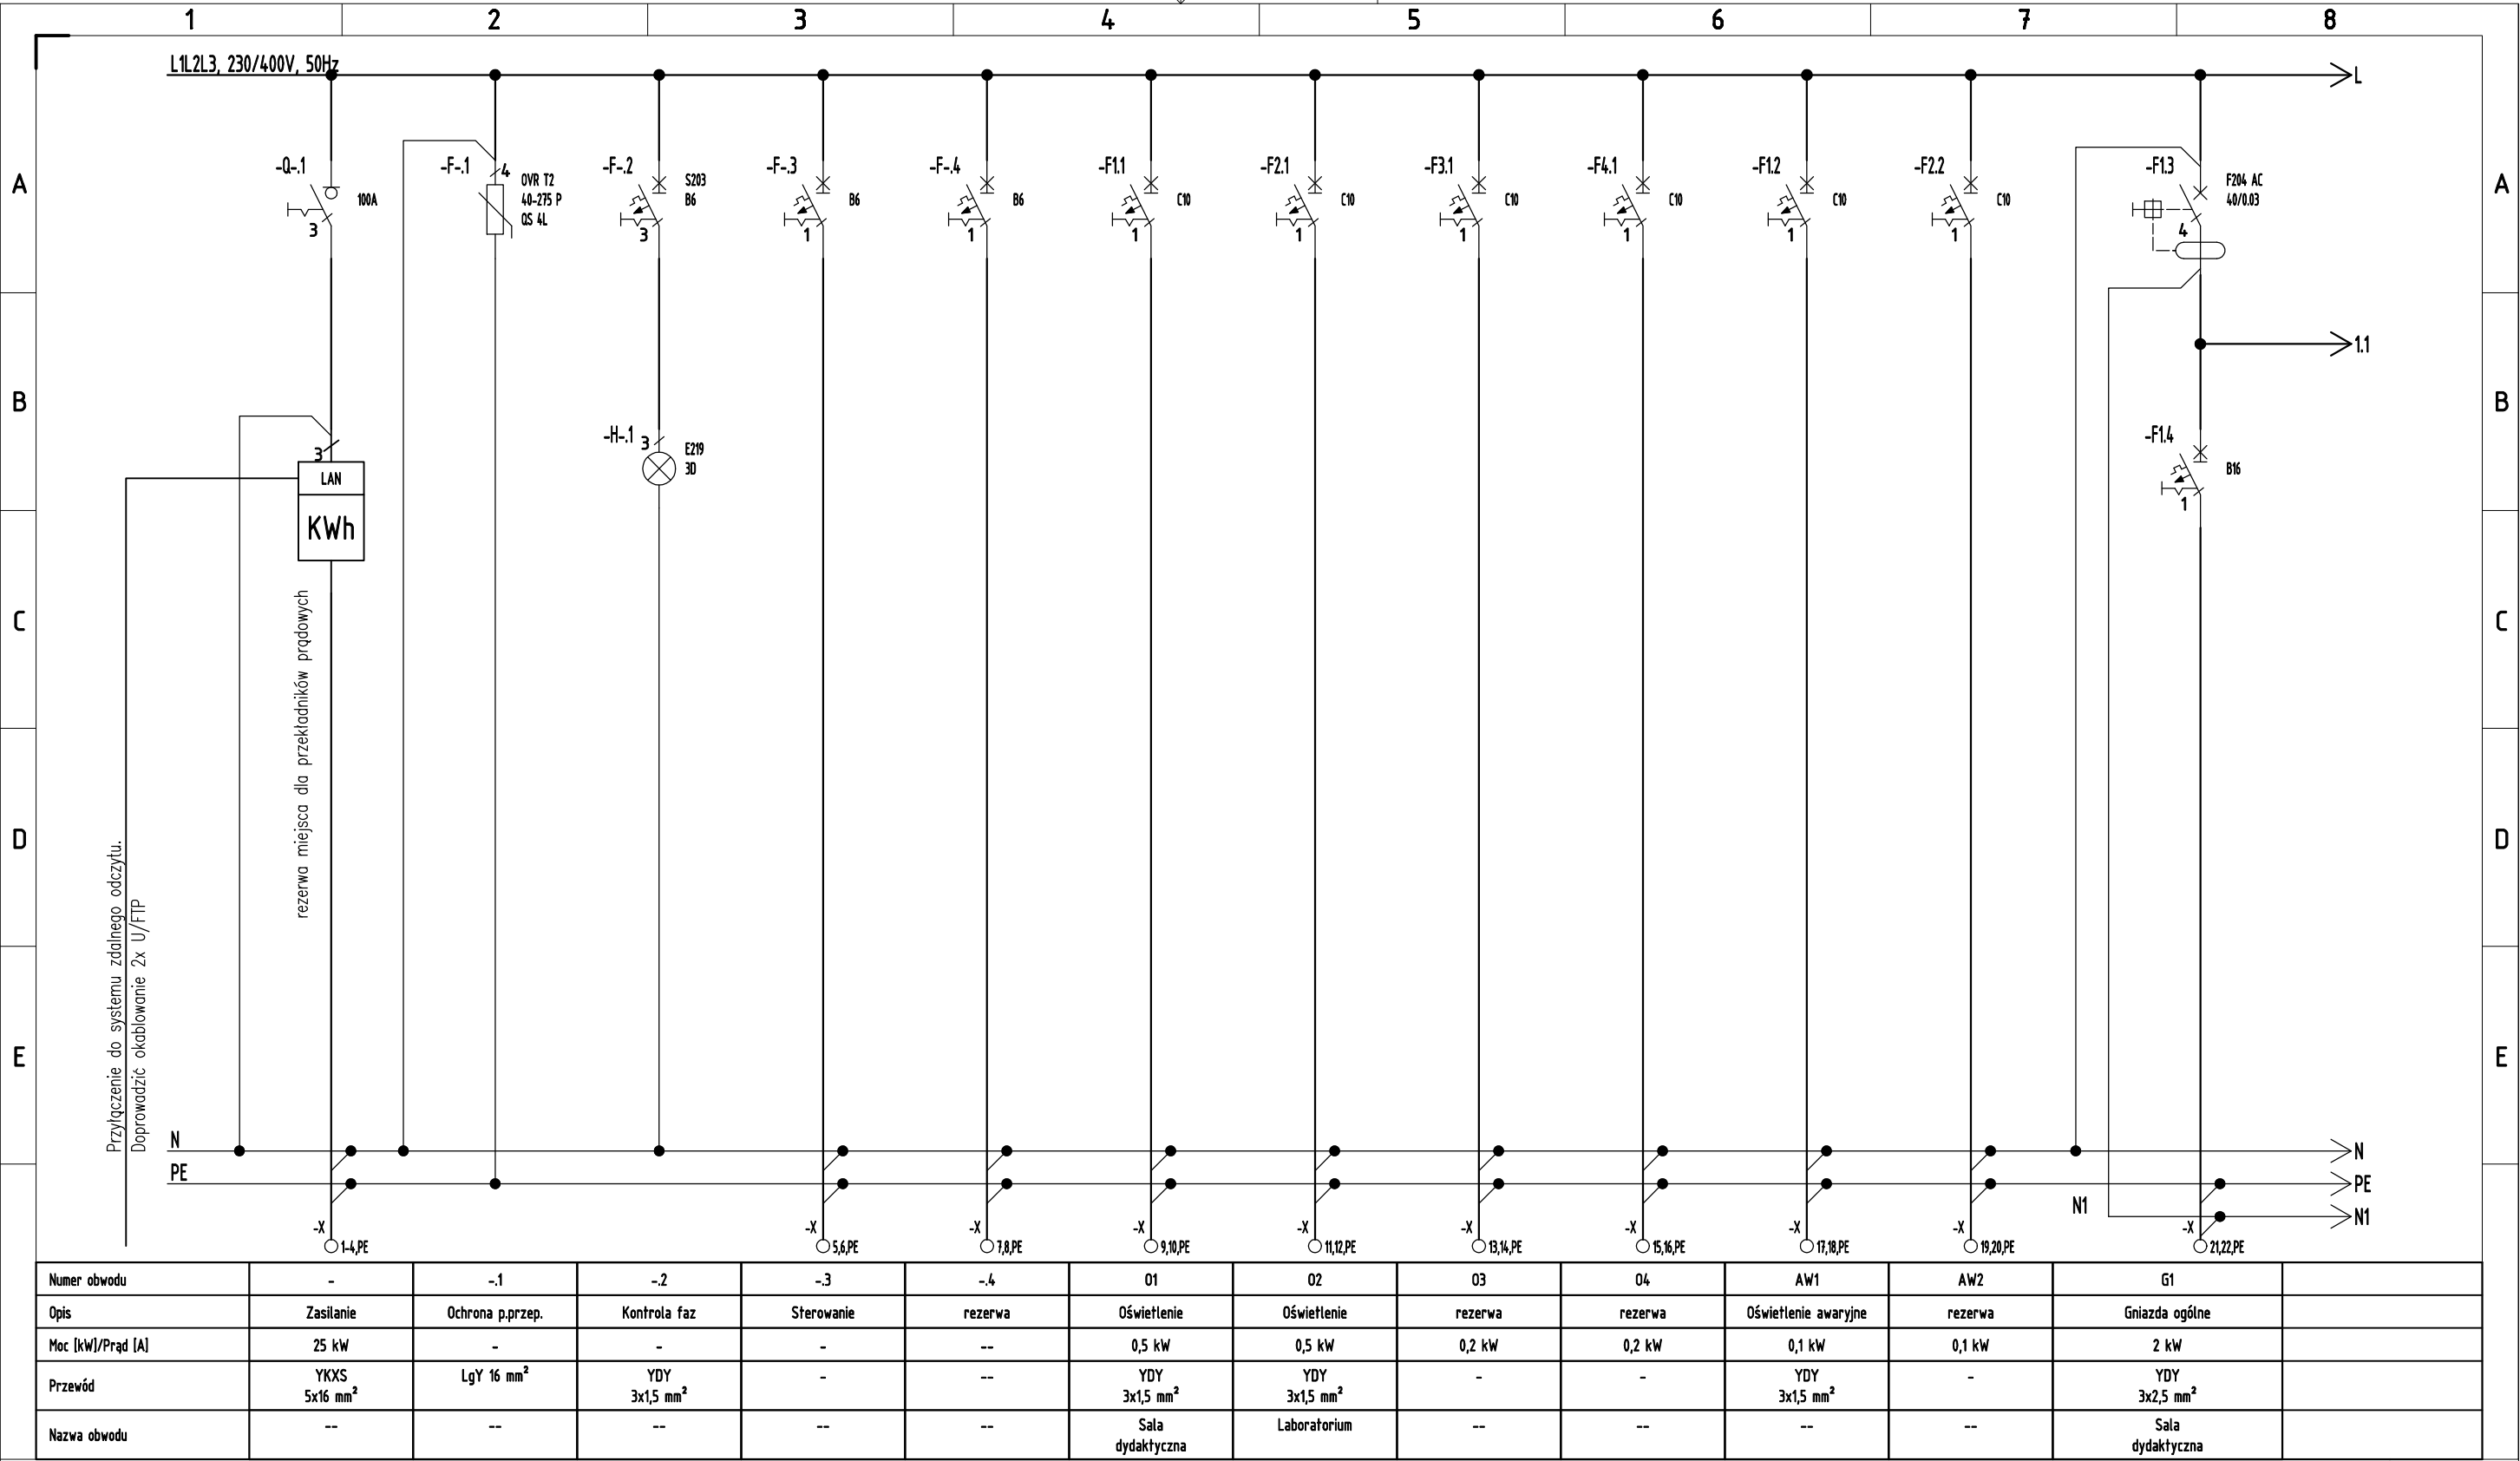 1 2 3 4 5 6 7 8
L1L2L3, 230/400V, 50Hz
L
A
A
-Q-.1
100A
3
-F-.1
4
OVR T2
40-275 P
QS 4L
-F-.2
S203
B6
3
-F-.3
B6
1
-F-.4
B6
1
-F1.1
C10
1
-F2.1
C10
1
-F3.1
C10
1
-F4.1
C10
1
-F1.2
C10
1
-F2.2
C10
1
-F1.3
F204 AC
40/0.03
4
1.1
B
B
3
LAN
KWh
-H-.1
3
E219
3D
-F1.4
B16
1
C
C
rezerwa miejsca dla przekładników prądowych
D
D
Przyłączenie do systemu zdalnego odczytu.
Doprowadzić okablowanie 2x U/FTP
E
E
N
N
PE
PE
N1
N1
-X
1-4,PE
-X
5,6,PE
-X
7,8,PE
-X
9,10,PE
-X
11,12,PE
-X
13,14,PE
-X
15,16,PE
-X
17,18,PE
-X
19,20,PE
-X
21,22,PE
Numer obwodu - -.1 -.2 -.3 -.4 O1 O2 O3 O4 AW1 AW2 G1
Opis Zasilanie Ochrona p.przep. Kontrola faz Sterowanie rezerwa Oświetlenie Oświetlenie rezerwa rezerwa Oświetlenie awaryjne rezerwa Gniazda ogólne
Moc [kW]/Prąd [A] 25 kW - - - -- 0,5 kW 0,5 kW 0,2 kW 0,2 kW 0,1 kW 0,1 kW 2 kW
Przewód YKXS LgY 16 mm² YDY - -- YDY YDY - - YDY - YDY
5x16 mm² 3x1,5 mm² 3x1,5 mm² 3x1,5 mm² 3x1,5 mm² 3x2,5 mm²
Nazwa obwodu -- -- -- -- -- Sala Laboratorium -- -- -- -- Sala
dydaktyczna dydaktyczna